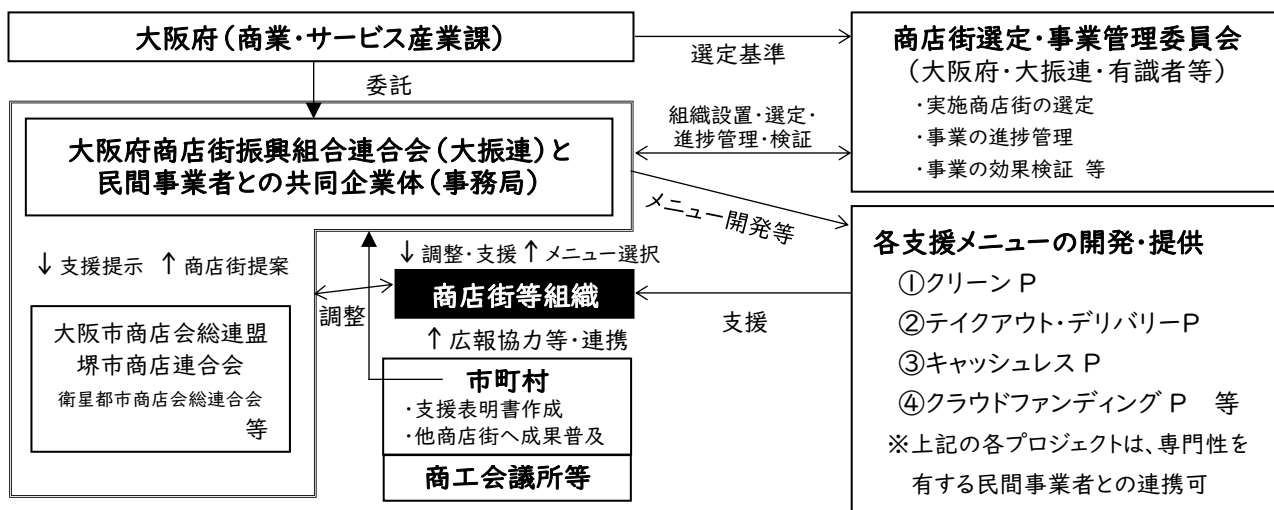 大阪府（商業・サービス産業課）
選定基準
委託
商店街選定・事業管理委員会
（大阪府・大振連・有識者等）
・実施商店街の選定
・事業の進捗管理
・事業の効果検証 等
大阪府商店街振興組合連合会（大振連）と
民間事業者との共同企業体（事務局）
組織設置・選定・
進捗管理・検証
メニュー開発等
↓ 支援提示 ↑ 商店街提案
↓ 調整・支援 ↑ メニュー選択
商店街等組織
調整
支援
↑ 広報協力等・連携
大阪市商店会総連盟
堺市商店連合会
衛星都市商店会総連合会
等
市町村
・支援表明書作成
・他商店街へ成果普及
商工会議所等
各支援メニューの開発・提供
①クリーン P
②テイクアウト・デリバリーP
③キャッシュレス P
④クラウドファンディング P 等
※上記の各プロジェクトは、専門性を
有する民間事業者との連携可